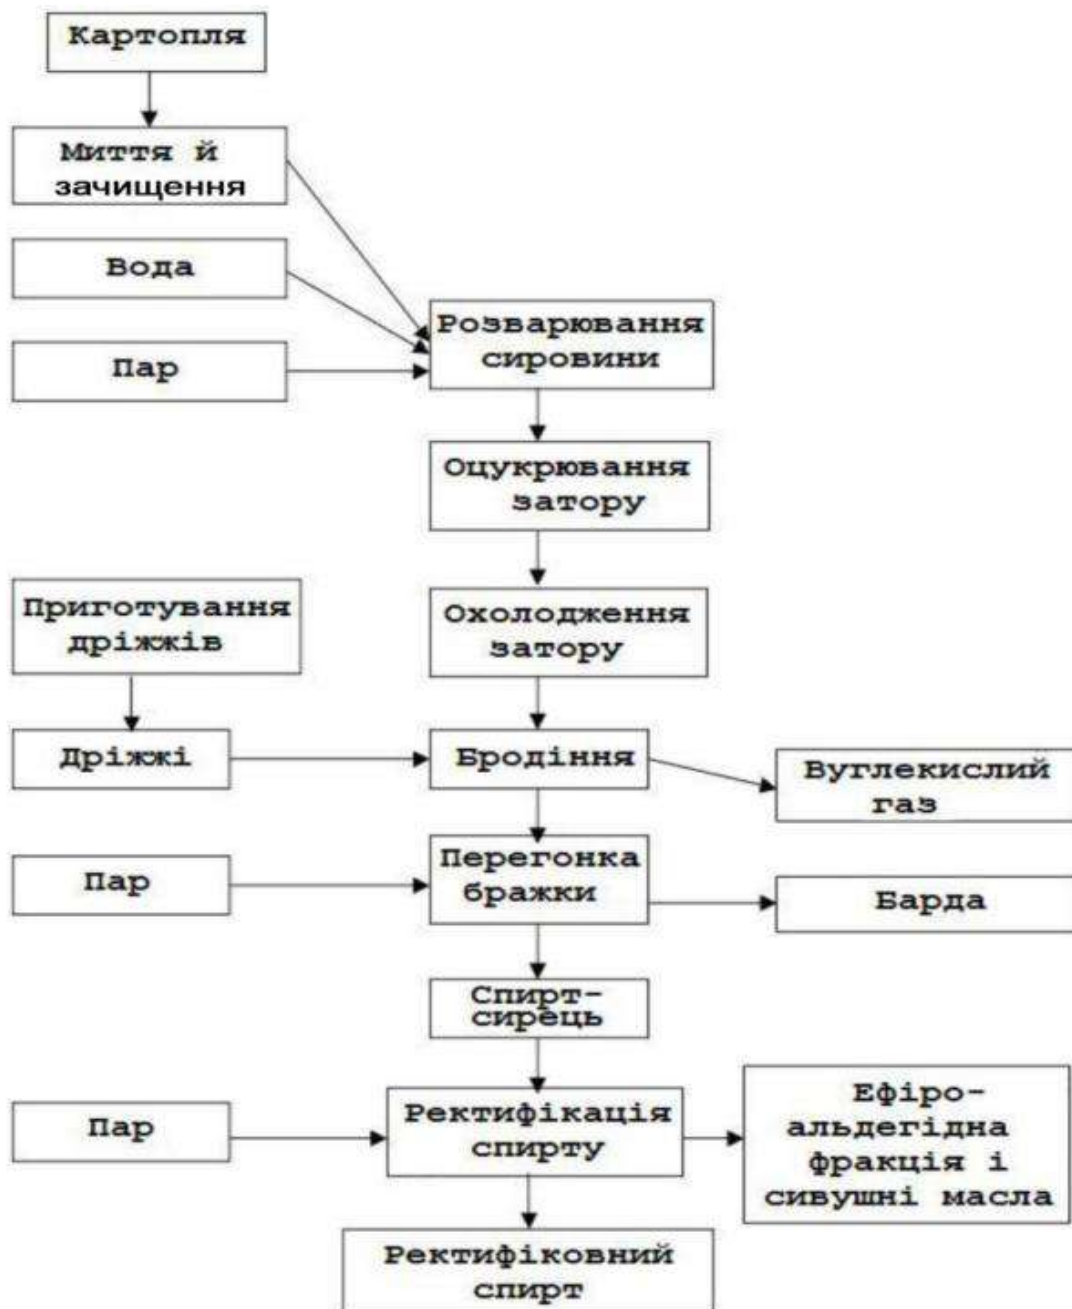 Картопля
Миття й
зачищення
Вода
Пар
Розварювання
сировини
Оцукрювання
затору
Приготування
дріжжів
Охолодження
затору
Дріжжі
Бродіння
Вуглекислий
газ
Пар
Перегонка
бражки
Барда
Спирт-
сирець
Пар
Ректифікація
спирту
Ефіро-
альдегідна
фракція і
сивушні масла
Ректифіковний
спирт